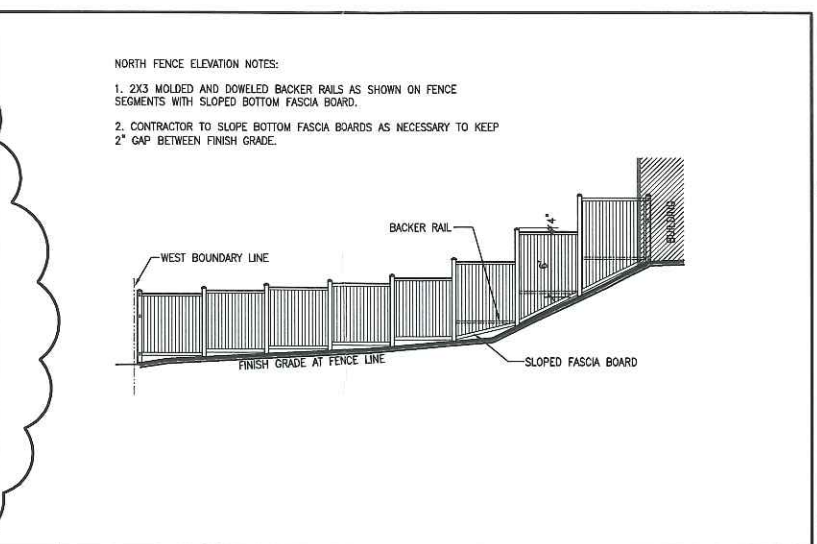 NORTH FENCE ELEVATION NOTES:
1. 2X3 MOLDED AND DOWELED BACKER RAILS AS SHOWN ON FENCE
SEGMENTS WITH SLOPED BOTTOM FASCIA BOARD.
2. CONTRACTOR TO SLOPE BOTTOM FASCIA BOARDS AS NECESSARY TO KEEP
2" GAP BETWEEN FINISH GRADE.
BACKER RAIL
4"
6'
BUILDING
WEST BOUNDARY LINE
FINISH GRADE AT FENCE LINE
SLOPED FASCIA BOARD